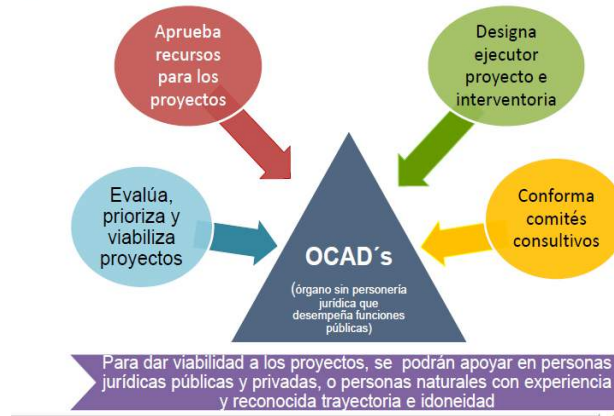 Aprueba
recursos
para los
proyectos
Designa
ejecutor
proyecto e
interventoria
Evalúa,
prioriza y
viabiliza
proyectos
Conforma
comités
consultivos
OCAD´s
(órgano sin personería
jurídica que
desempeña funciones
públicas)
Para dar viabilidad a los proyectos, se podrán apoyar en personas
jurídicas públicas y privadas, o personas naturales con experiencia
y reconocida trayectoria e idoneidad